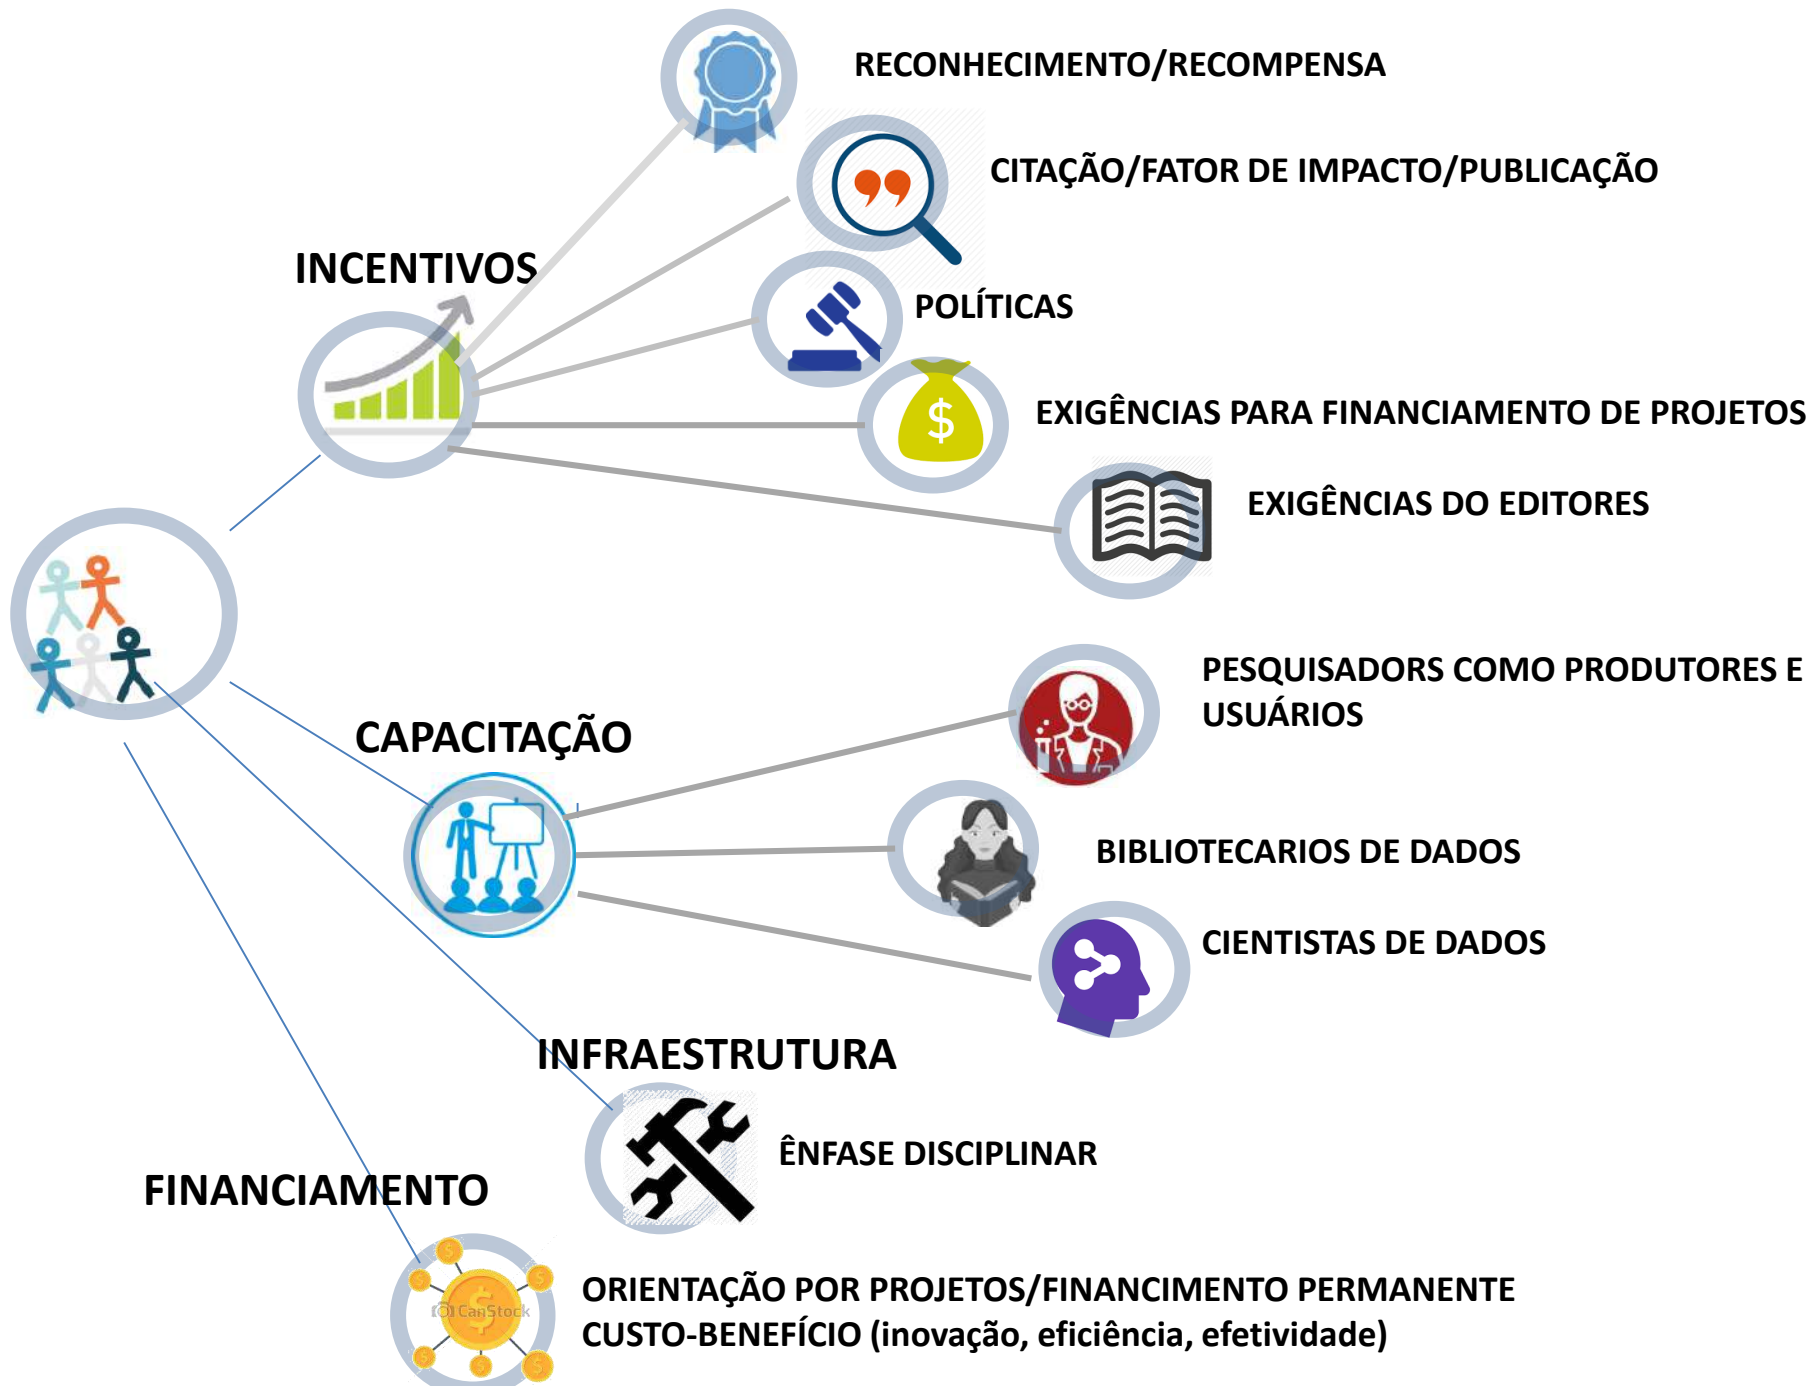 RECONHECIMENTO/RECOMPENSA
CITAÇÃO/FATOR DE IMPACTO/PUBLICAÇÃO
INCENTIVOS
POLÍTICAS
$
EXIGÊNCIAS PARA FINANCIAMENTO DE PROJETOS
EXIGÊNCIAS DO EDITORES
PESQUISADORS COMO PRODUTORES E
USUÁRIOS
CAPACITAÇÃO
BIBLIOTECARIOS DE DADOS
CIENTISTAS DE DADOS
INFRAESTRUTURA
ÊNFASE DISCIPLINAR
FINANCIAMENTO
ORIENTAÇÃO POR PROJETOS/FINANCIMENTO PERMANENTE
CUSTO-BENEFÍCIO (inovação, eficiência, efetividade)
CanStock